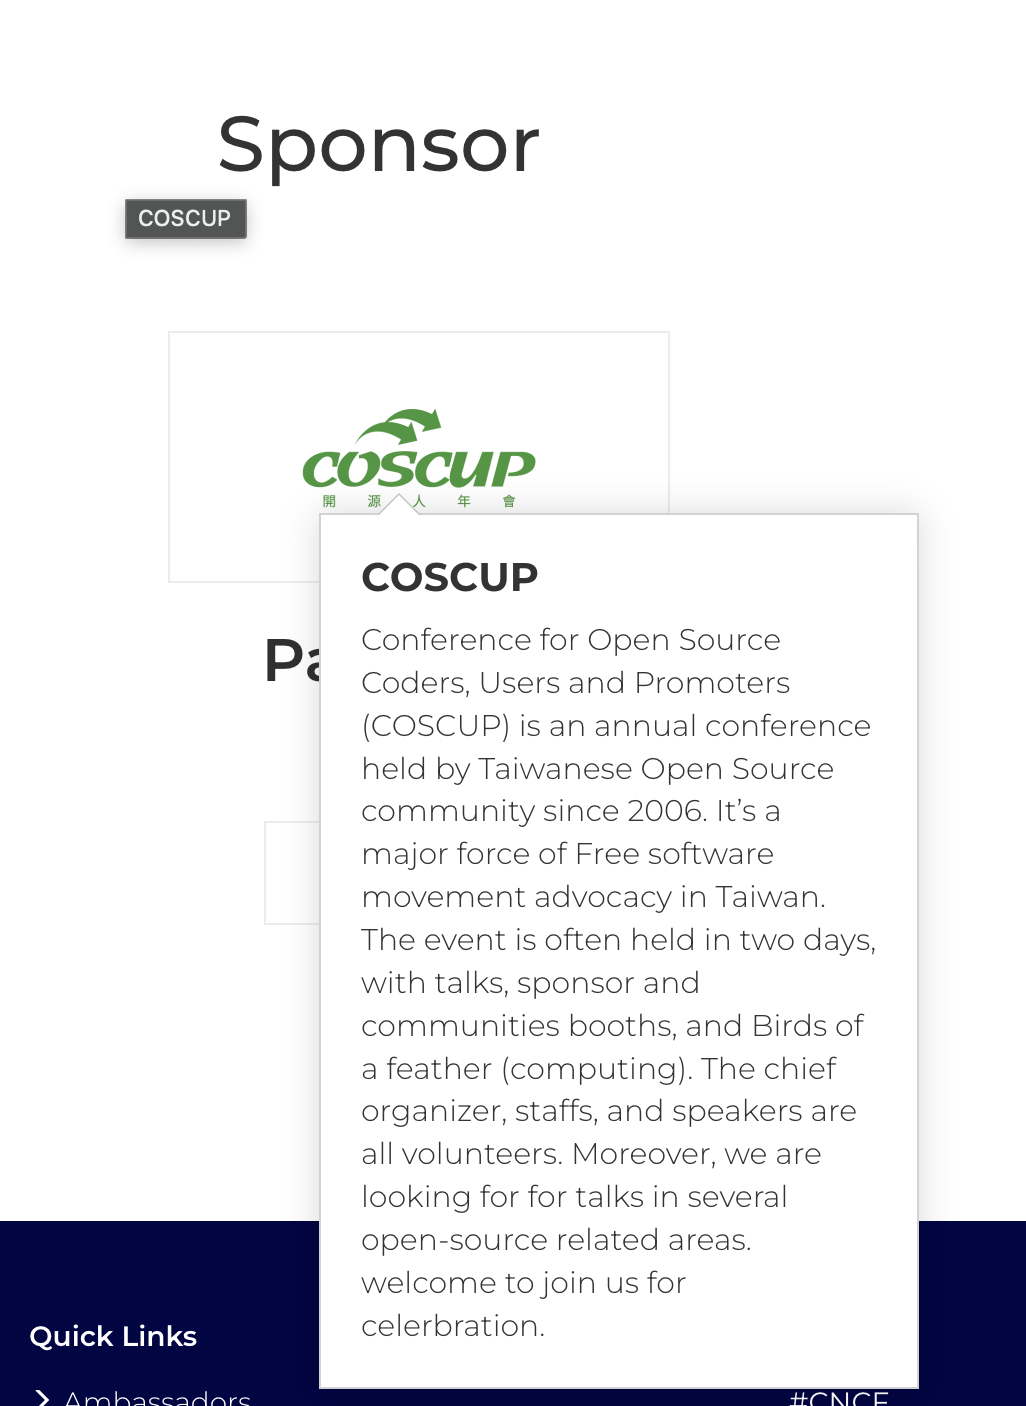 Sponsor
COSCUP
COSCUP
開源人年會
COSCUP
Conference for Open Source
Coders, Users and Promoters
(COSCUP) is an annual conference
held by Taiwanese Open Source
community since 2006. It’s a
major force of Free software
movement advocacy in Taiwan.
The event is often held in two days,
with talks, sponsor and
communities booths, and Birds of
a feather (computing). The chief
organizer, staffs, and speakers are
all volunteers. Moreover, we are
looking for for talks in several
open-source related areas.
welcome to join us for
celerbration.
Quick Links
Ambassadors
#CNCF